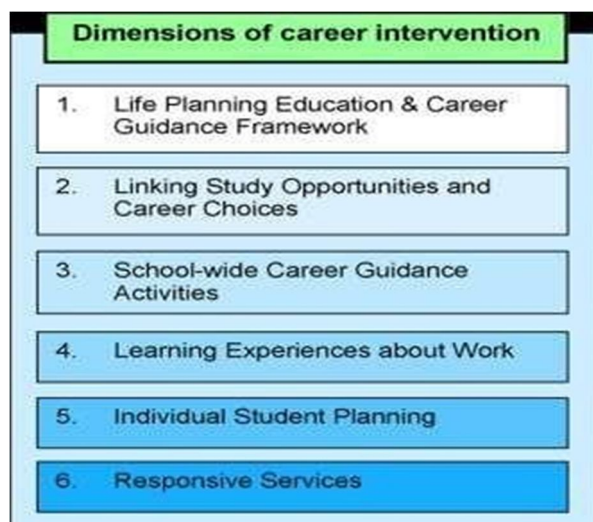 Dimensions of career intervention
1. Life Planning Education & Career
Guidance Framework
2. Linking Study Opportunities and
Career Choices
3. School-wide Career Guidance
Activities
4. Learning Experiences about Work
5. Individual Student Planning
6. Responsive Services